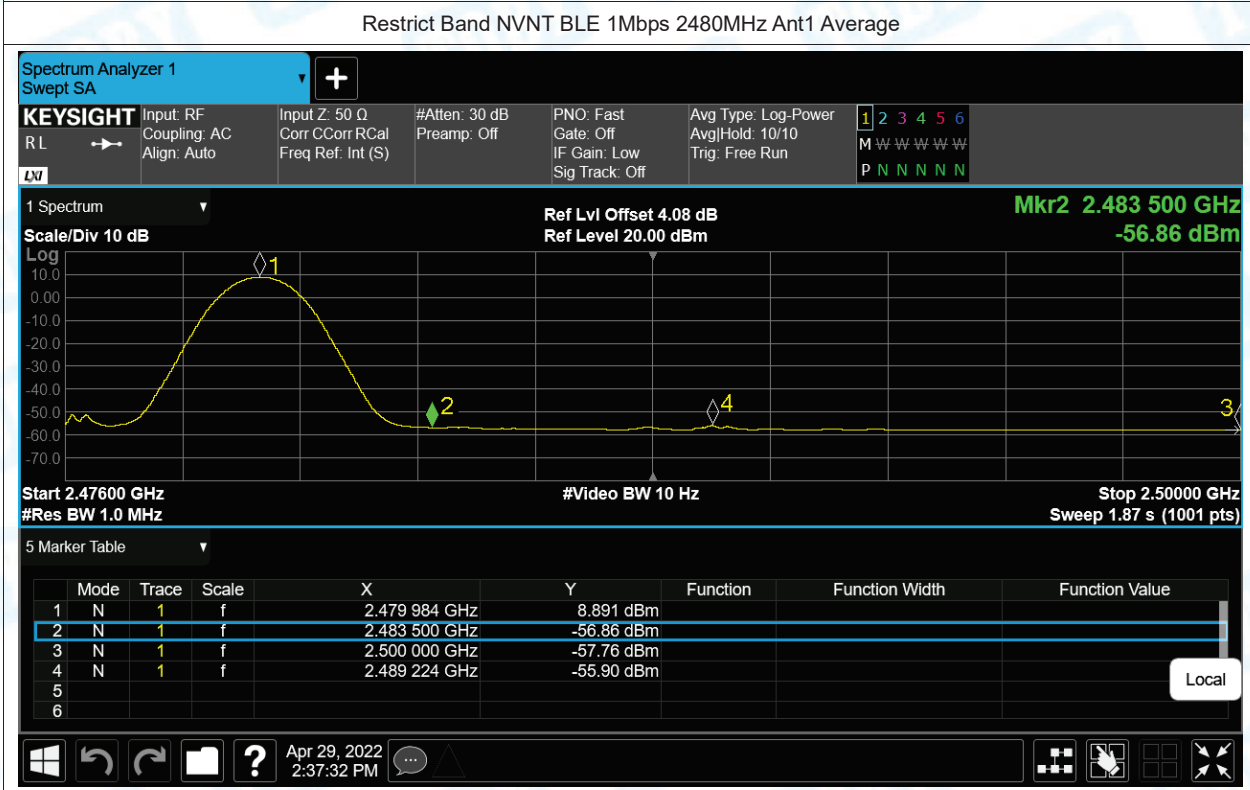 Restrict Band NVNT BLE 1Mbps 2480MHz Ant1 Average
Spectrum Analyzer 1
Swept SA
KEYSIGHT
R L
LXI
Input: RF
Coupling: AC
Align: Auto
Input Z: 50 Ω
Corr CCorr RCal
Freq Ref: Int (S)
#Atten: 30 dB
Preamp: Off
PNO: Fast
Gate: Off
IF Gain: Low
Sig Track: Off
Avg Type: Log-Power
Avg|Hold: 10/10
Trig: Free Run
1 2 3 4 5 6
M W W W W W
P N N N N N
1 Spectrum
Scale/Div 10 dB
Ref Lvl Offset 4.08 dB
Ref Level 20.00 dBm
Mkr2 2.483 500 GHz
-56.86 dBm
Log
10.0
0.00
-10.0
-20.0
-30.0
-40.0
-50.0
-60.0
-70.0
1
2
4
3
Start 2.47600 GHz
#Video BW 10 Hz
Stop 2.50000 GHz
#Res BW 1.0 MHz
Sweep 1.87 s (1001 pts)
5 Marker Table
Mode Trace Scale X Y Function Function Width Function Value
1 N 1 f 2.479 984 GHz 8.891 dBm
2 N 1 f 2.483 500 GHz -56.86 dBm
3 N 1 f 2.500 000 GHz -57.76 dBm
4 N 1 f 2.489 224 GHz -55.90 dBm
5
6
Local
?
Apr 29, 2022
2:37:32 PM